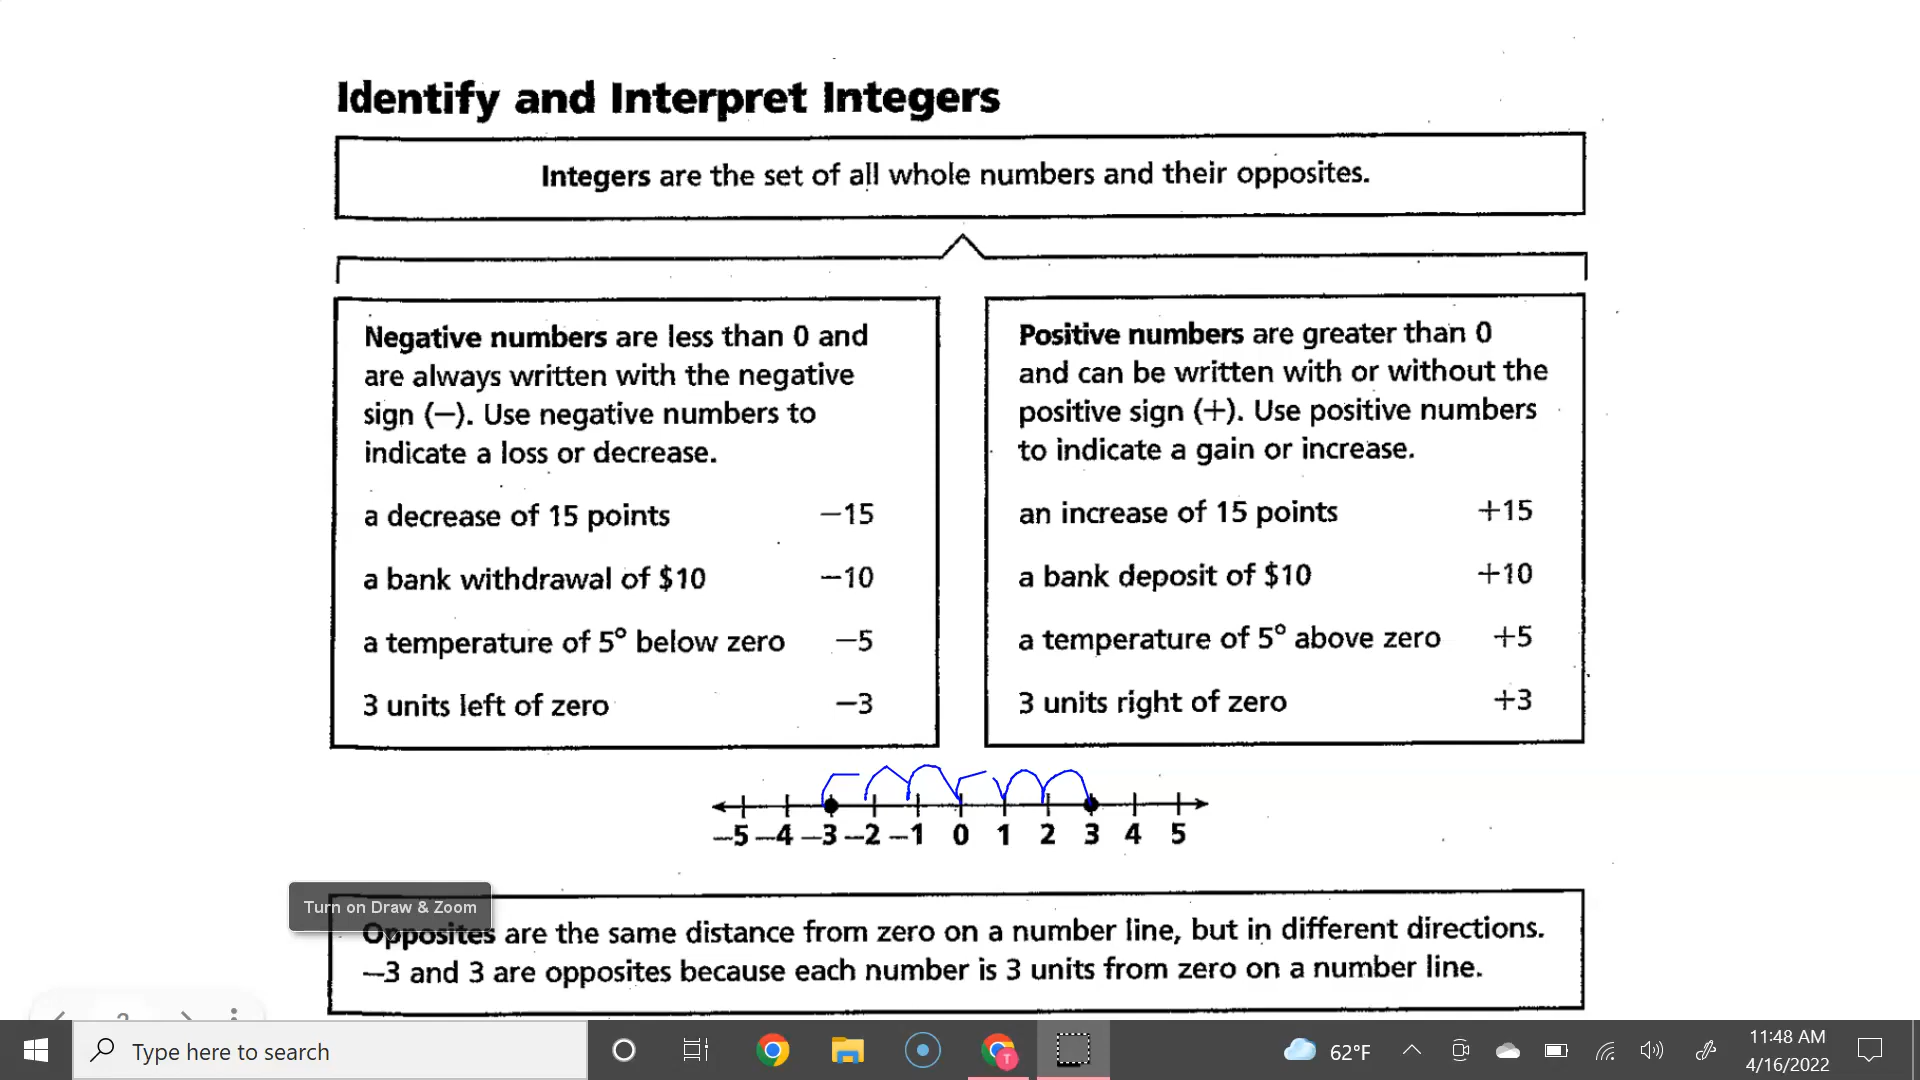 Identify and Interpret Integers
Integers are the set of all whole numbers and their opposites.
Negative numbers are less than 0 and
are always written with the negative
sign (−). Use negative numbers to
indicate a loss or decrease.
a decrease of 15 points −15
a bank withdrawal of $10 −10
a temperature of 5° below zero −5
3 units left of zero −3
Positive numbers are greater than 0
and can be written with or without the
positive sign (+). Use positive numbers
to indicate a gain or increase.
an increase of 15 points +15
a bank deposit of $10 +10
a temperature of 5° above zero +5
3 units right of zero +3
−5 −4 −3 −2 −1 0 1 2 3 4 5
Turn on Draw & Zoom
Opposites are the same distance from zero on a number line, but in different directions.
−3 and 3 are opposites because each number is 3 units from zero on a number line.
Type here to search
T
62°F
11:48 AM
4/16/2022